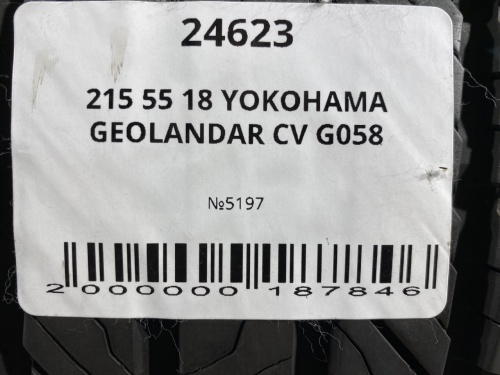 24623
215 55 18 YOKOHAMA
GEOLANDAR CV G058
№5197
2 000000 187846